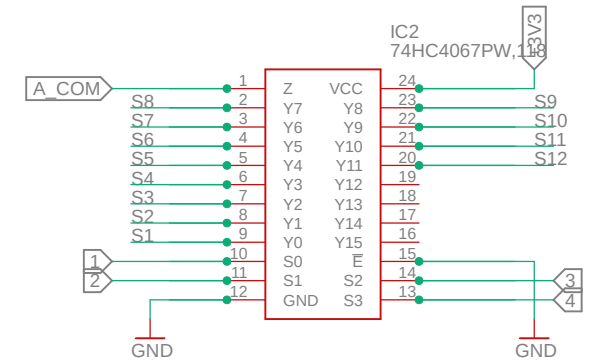 IC2
74HC4067PW,118
+3V3
A_COM
1 Z VCC 24
S8 2 Y7 Y8 23 S9
S7 3 Y6 Y9 22 S10
S6 4 Y5 Y10 21 S11
S5 5 Y4 Y11 20 S12
S4 6 Y3 Y12 19
S3 7 Y2 Y13 18
S2 8 Y1 Y14 17
S1 9 Y0 Y15 16
1 10 S0 E 15
2 11 S1 S2 14 3
12 GND S3 13 4
GND GND